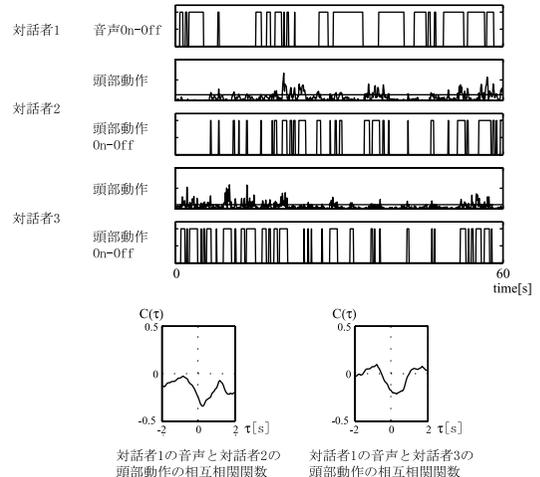 対話者1 音声On-Off
頭部動作
対話者2
頭部動作
On-Off
頭部動作
対話者3
頭部動作
On-Off
0 60
time[s]
C(τ) C(τ)
0.5 0.5
0 0
-0.5 -0.5
-2 0 2 τ[s] -2 0 2 τ[s]
対話者1の音声と対話者2の 対話者1の音声と対話者3の
頭部動作の相互相関関数 頭部動作の相互相関関数